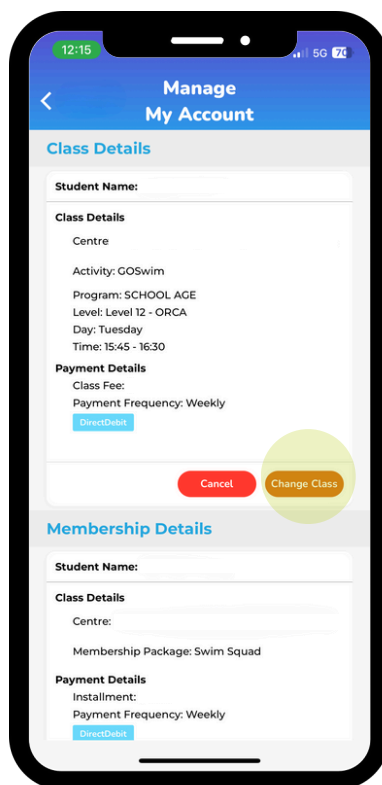 12:15
5G 70
Manage
My Account
Class Details
Student Name:
Class Details
Centre
Activity: GOSwim
Program: SCHOOL AGE
Level: Level 12 - ORCA
Day: Tuesday
Time: 15:45 - 16:30
Payment Details
Class Fee:
Payment Frequency: Weekly
DirectDebit
Cancel
Change Class
Membership Details
Student Name:
Class Details
Centre:
Membership Package: Swim Squad
Payment Details
Installment:
Payment Frequency: Weekly
DirectDebit